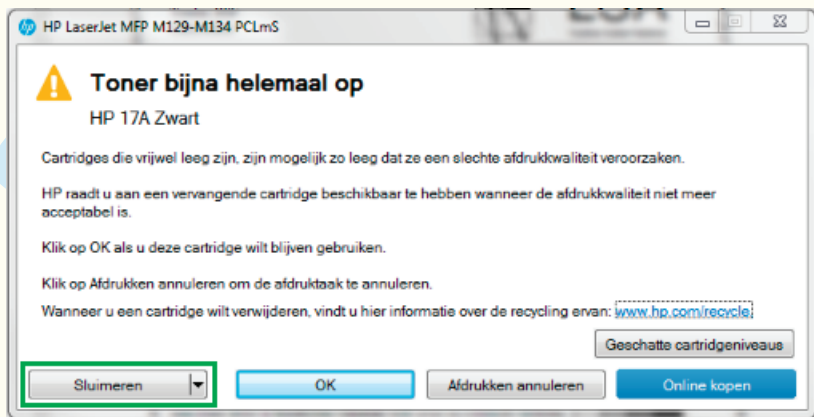 hp HP LaserJet MFP M129-M134 PCLmS
Toner bijna helemaal op
HP 17A Zwart
Cartridges die vrijwel leeg zijn, zijn mogelijk zo leeg dat ze een slechte afdrukkwaliteit veroorzaken.
HP raadt u aan een vervangende cartridge beschikbaar te hebben wanneer de afdrukkwaliteit niet meer
acceptabel is.
Klik op OK als u deze cartridge wilt blijven gebruiken.
Klik op Afdrukken annuleren om de afdruktaak te annuleren.
Wanneer u een cartridge wilt verwijderen, vindt u hier informatie over de recycling ervan: www.hp.com/recycle
Geschatte cartridgeniveaus
Sluimeren OK Afdrukken annuleren Online kopen